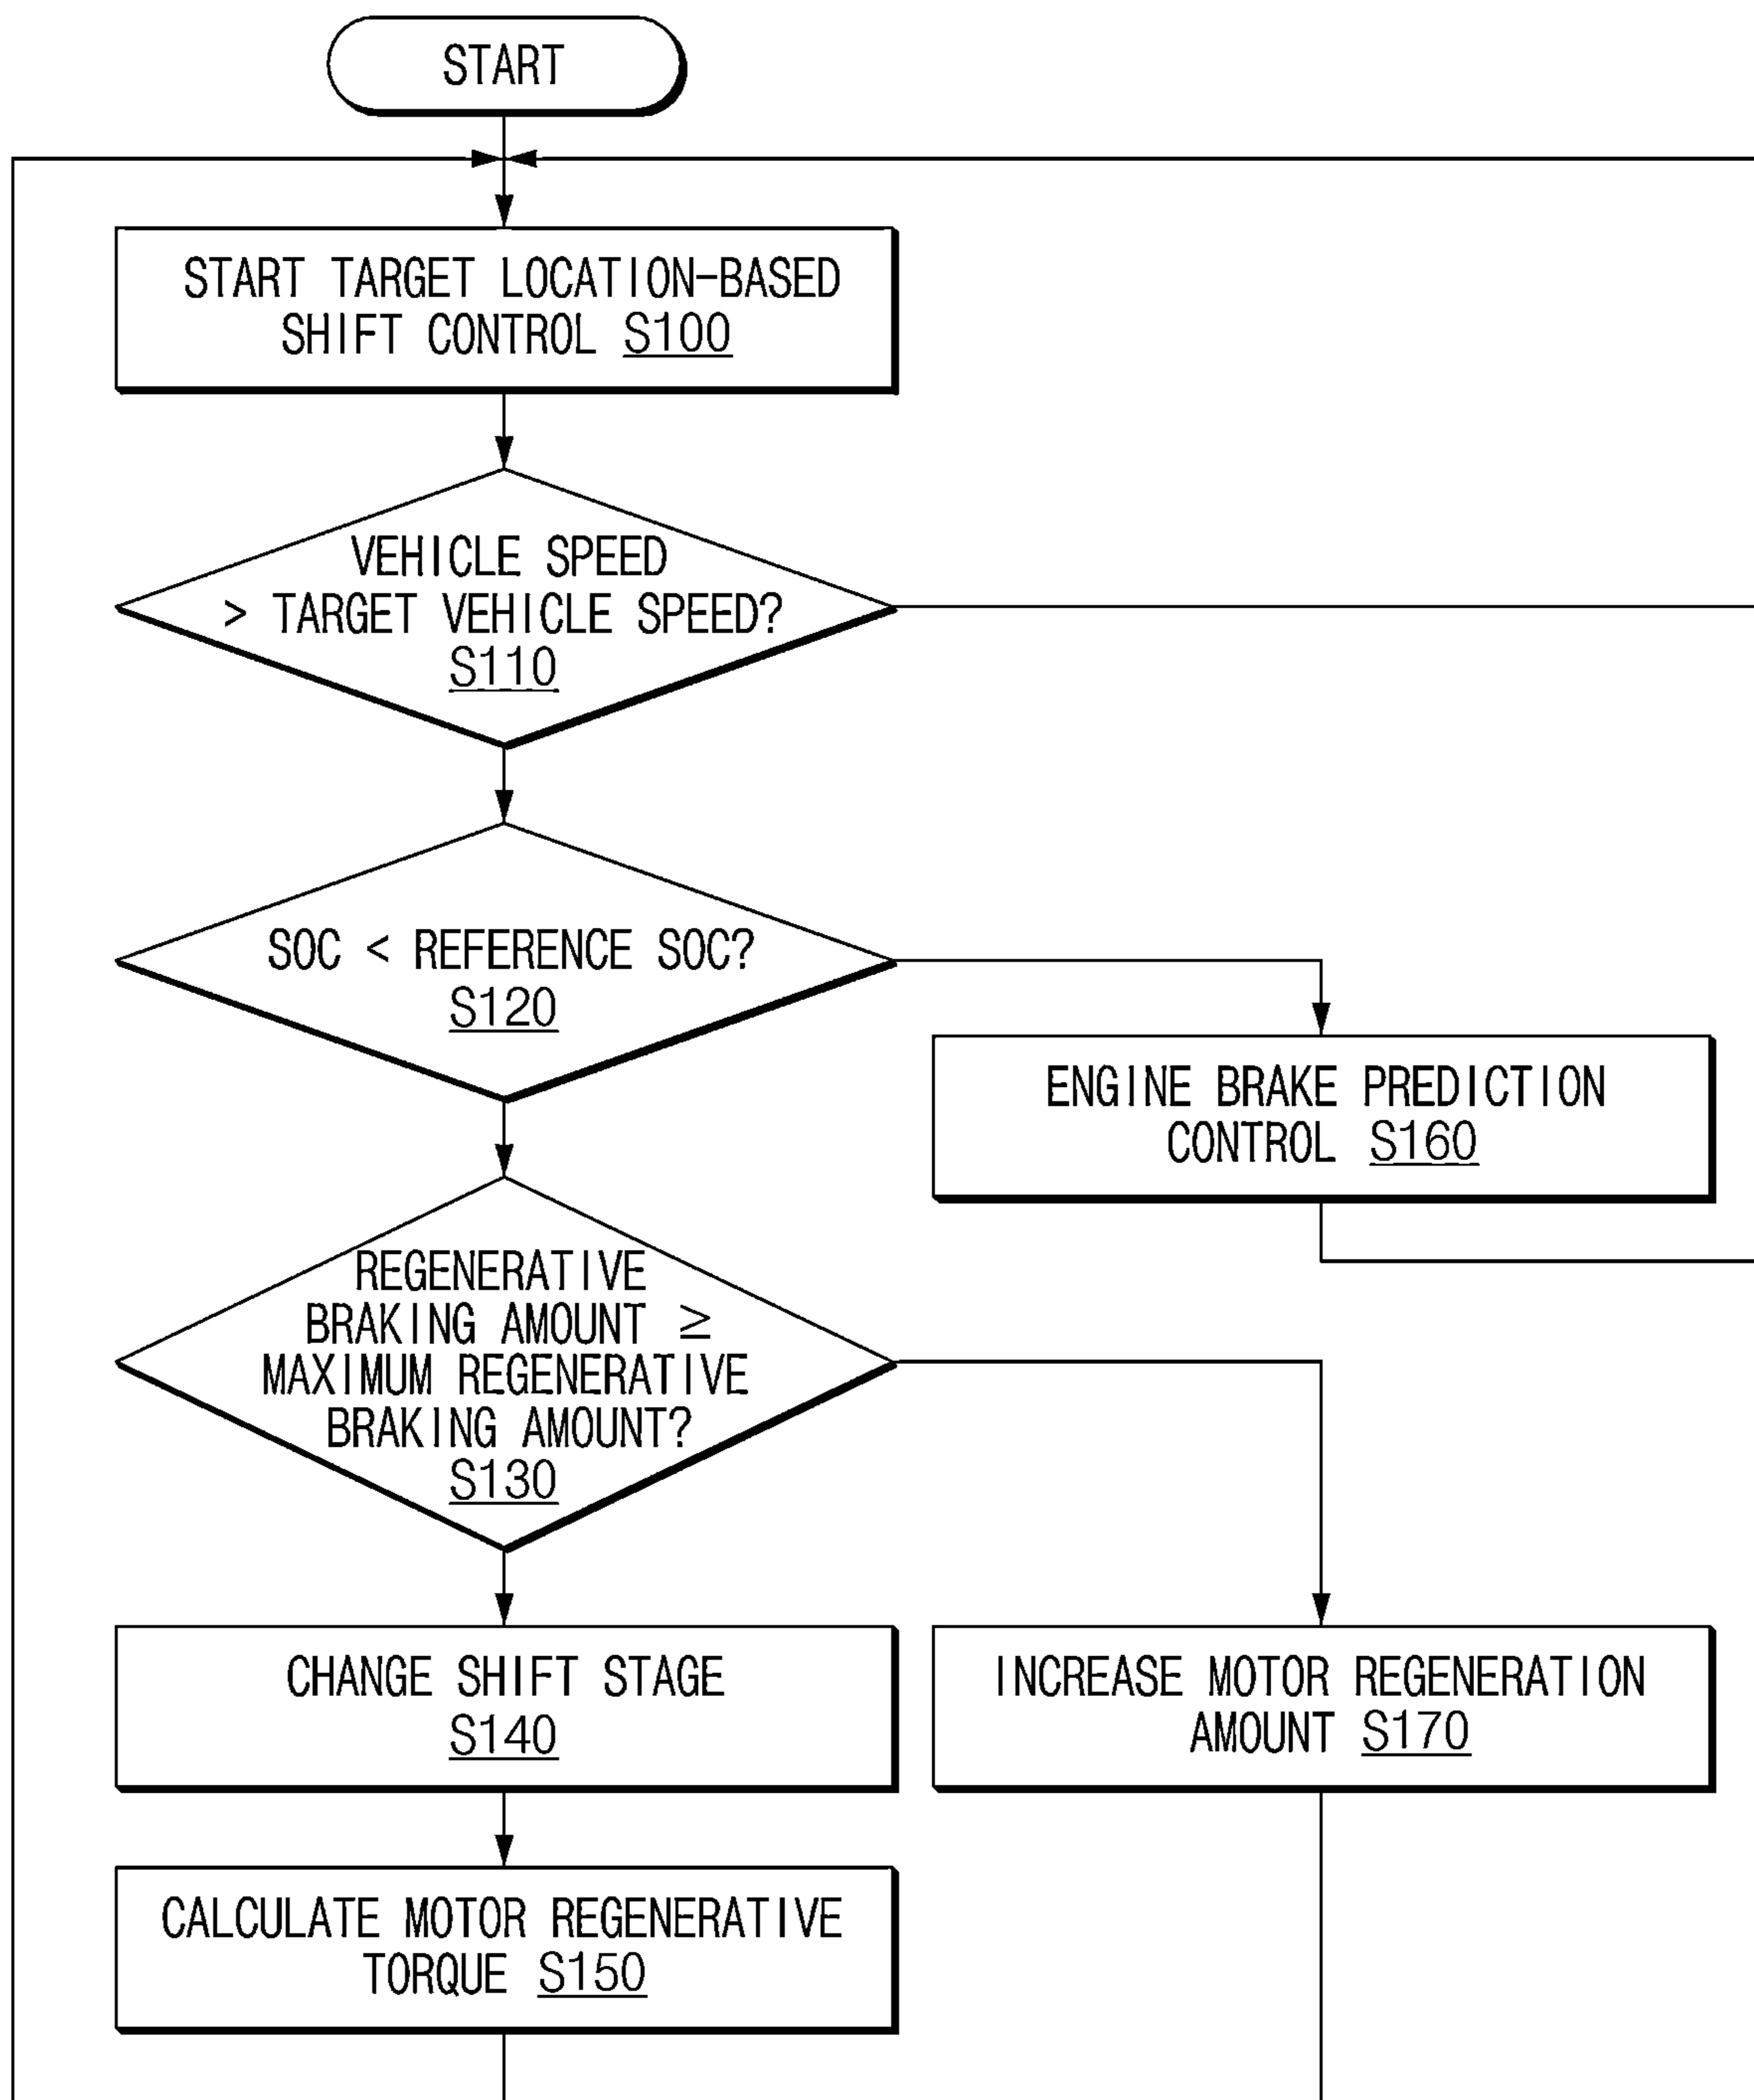 START
START TARGET LOCATION-BASED
SHIFT CONTROL S100
VEHICLE SPEED
> TARGET VEHICLE SPEED?
S110
SOC < REFERENCE SOC?
S120
ENGINE BRAKE PREDICTION
CONTROL S160
REGENERATIVE
BRAKING AMOUNT ≥
MAXIMUM REGENERATIVE
BRAKING AMOUNT?
S130
CHANGE SHIFT STAGE
S140
INCREASE MOTOR REGENERATION
AMOUNT S170
CALCULATE MOTOR REGENERATIVE
TORQUE S150